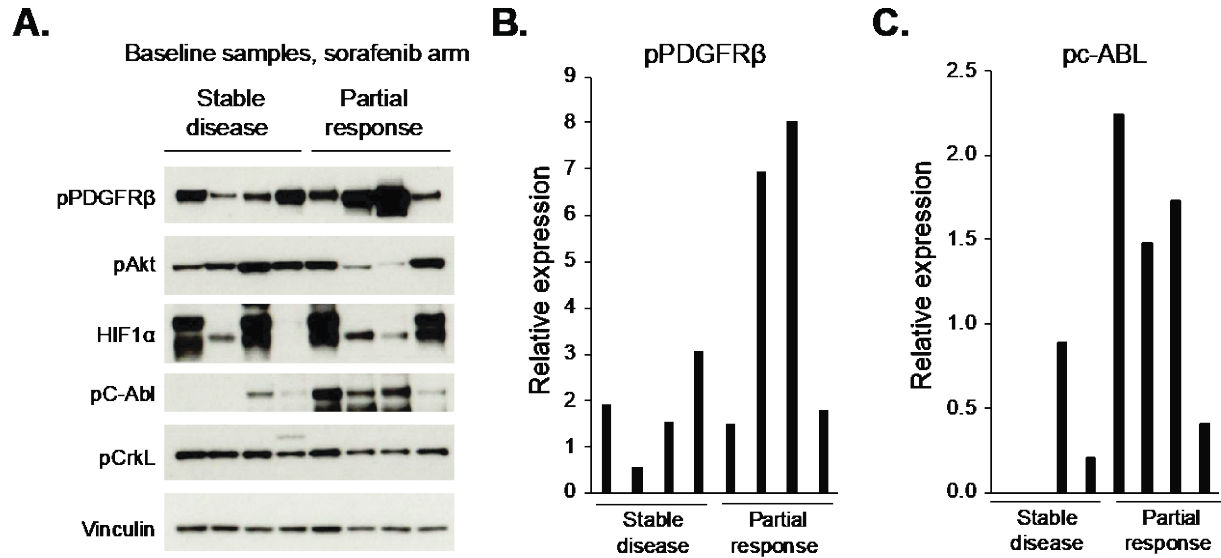 A.
Baseline samples, sorafenib arm
Stable
disease
Partial
response
pPDGFRβ
pAkt
HIF1α
pC-Abl
pCrkL
Vinculin
B.
pPDGFRβ
Relative expression
9
8
7
6
5
4
3
2
1
0
Stable
disease
Partial
response
C.
pc-ABL
Relative expression
2.5
2.0
1.5
1.0
0.5
0.0
Stable
disease
Partial
response